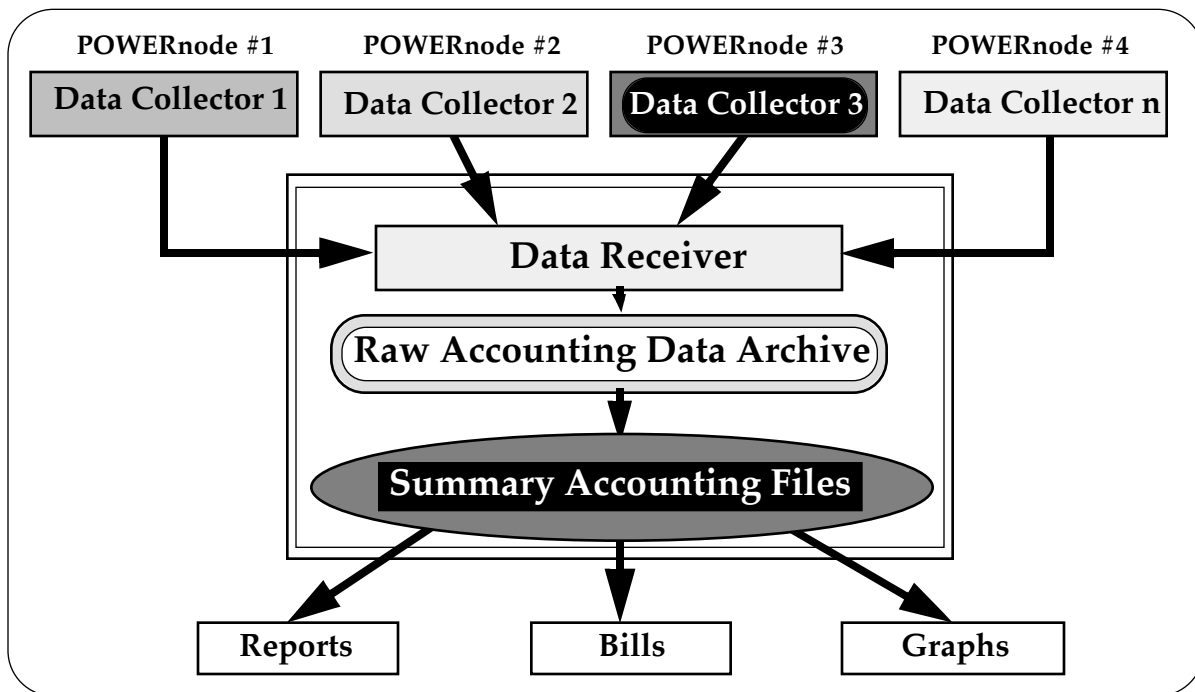 POWERnode #1
POWERnode #2
POWERnode #3
POWERnode #4
Data Collector 1
Data Collector 2
Data Collector 3
Data Collector n
Data Receiver
Raw Accounting Data Archive
Summary Accounting Files
Reports
Bills
Graphs